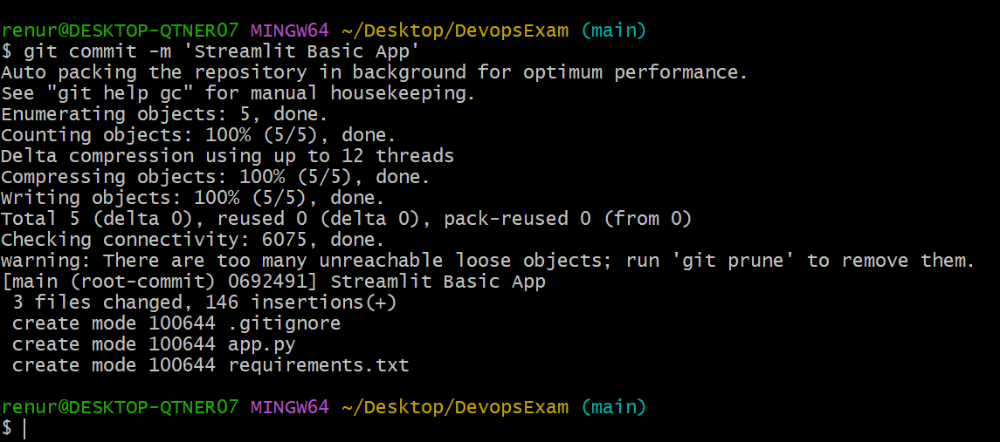 renur@DESKTOP-QTNER07 MINGW64 ~/Desktop/DevopsExam (main)
$ git commit -m 'Streamlit Basic App'
Auto packing the repository in background for optimum performance.
See "git help gc" for manual housekeeping.
Enumerating objects: 5, done.
Counting objects: 100% (5/5), done.
Delta compression using up to 12 threads
Compressing objects: 100% (5/5), done.
Writing objects: 100% (5/5), done.
Total 5 (delta 0), reused 0 (delta 0), pack-reused 0 (from 0)
Checking connectivity: 6075, done.
warning: There are too many unreachable loose objects; run 'git prune' to remove them.
[main (root-commit) 0692491] Streamlit Basic App
 3 files changed, 146 insertions(+)
 create mode 100644 .gitignore
 create mode 100644 app.py
 create mode 100644 requirements.txt
renur@DESKTOP-QTNER07 MINGW64 ~/Desktop/DevopsExam (main)
$